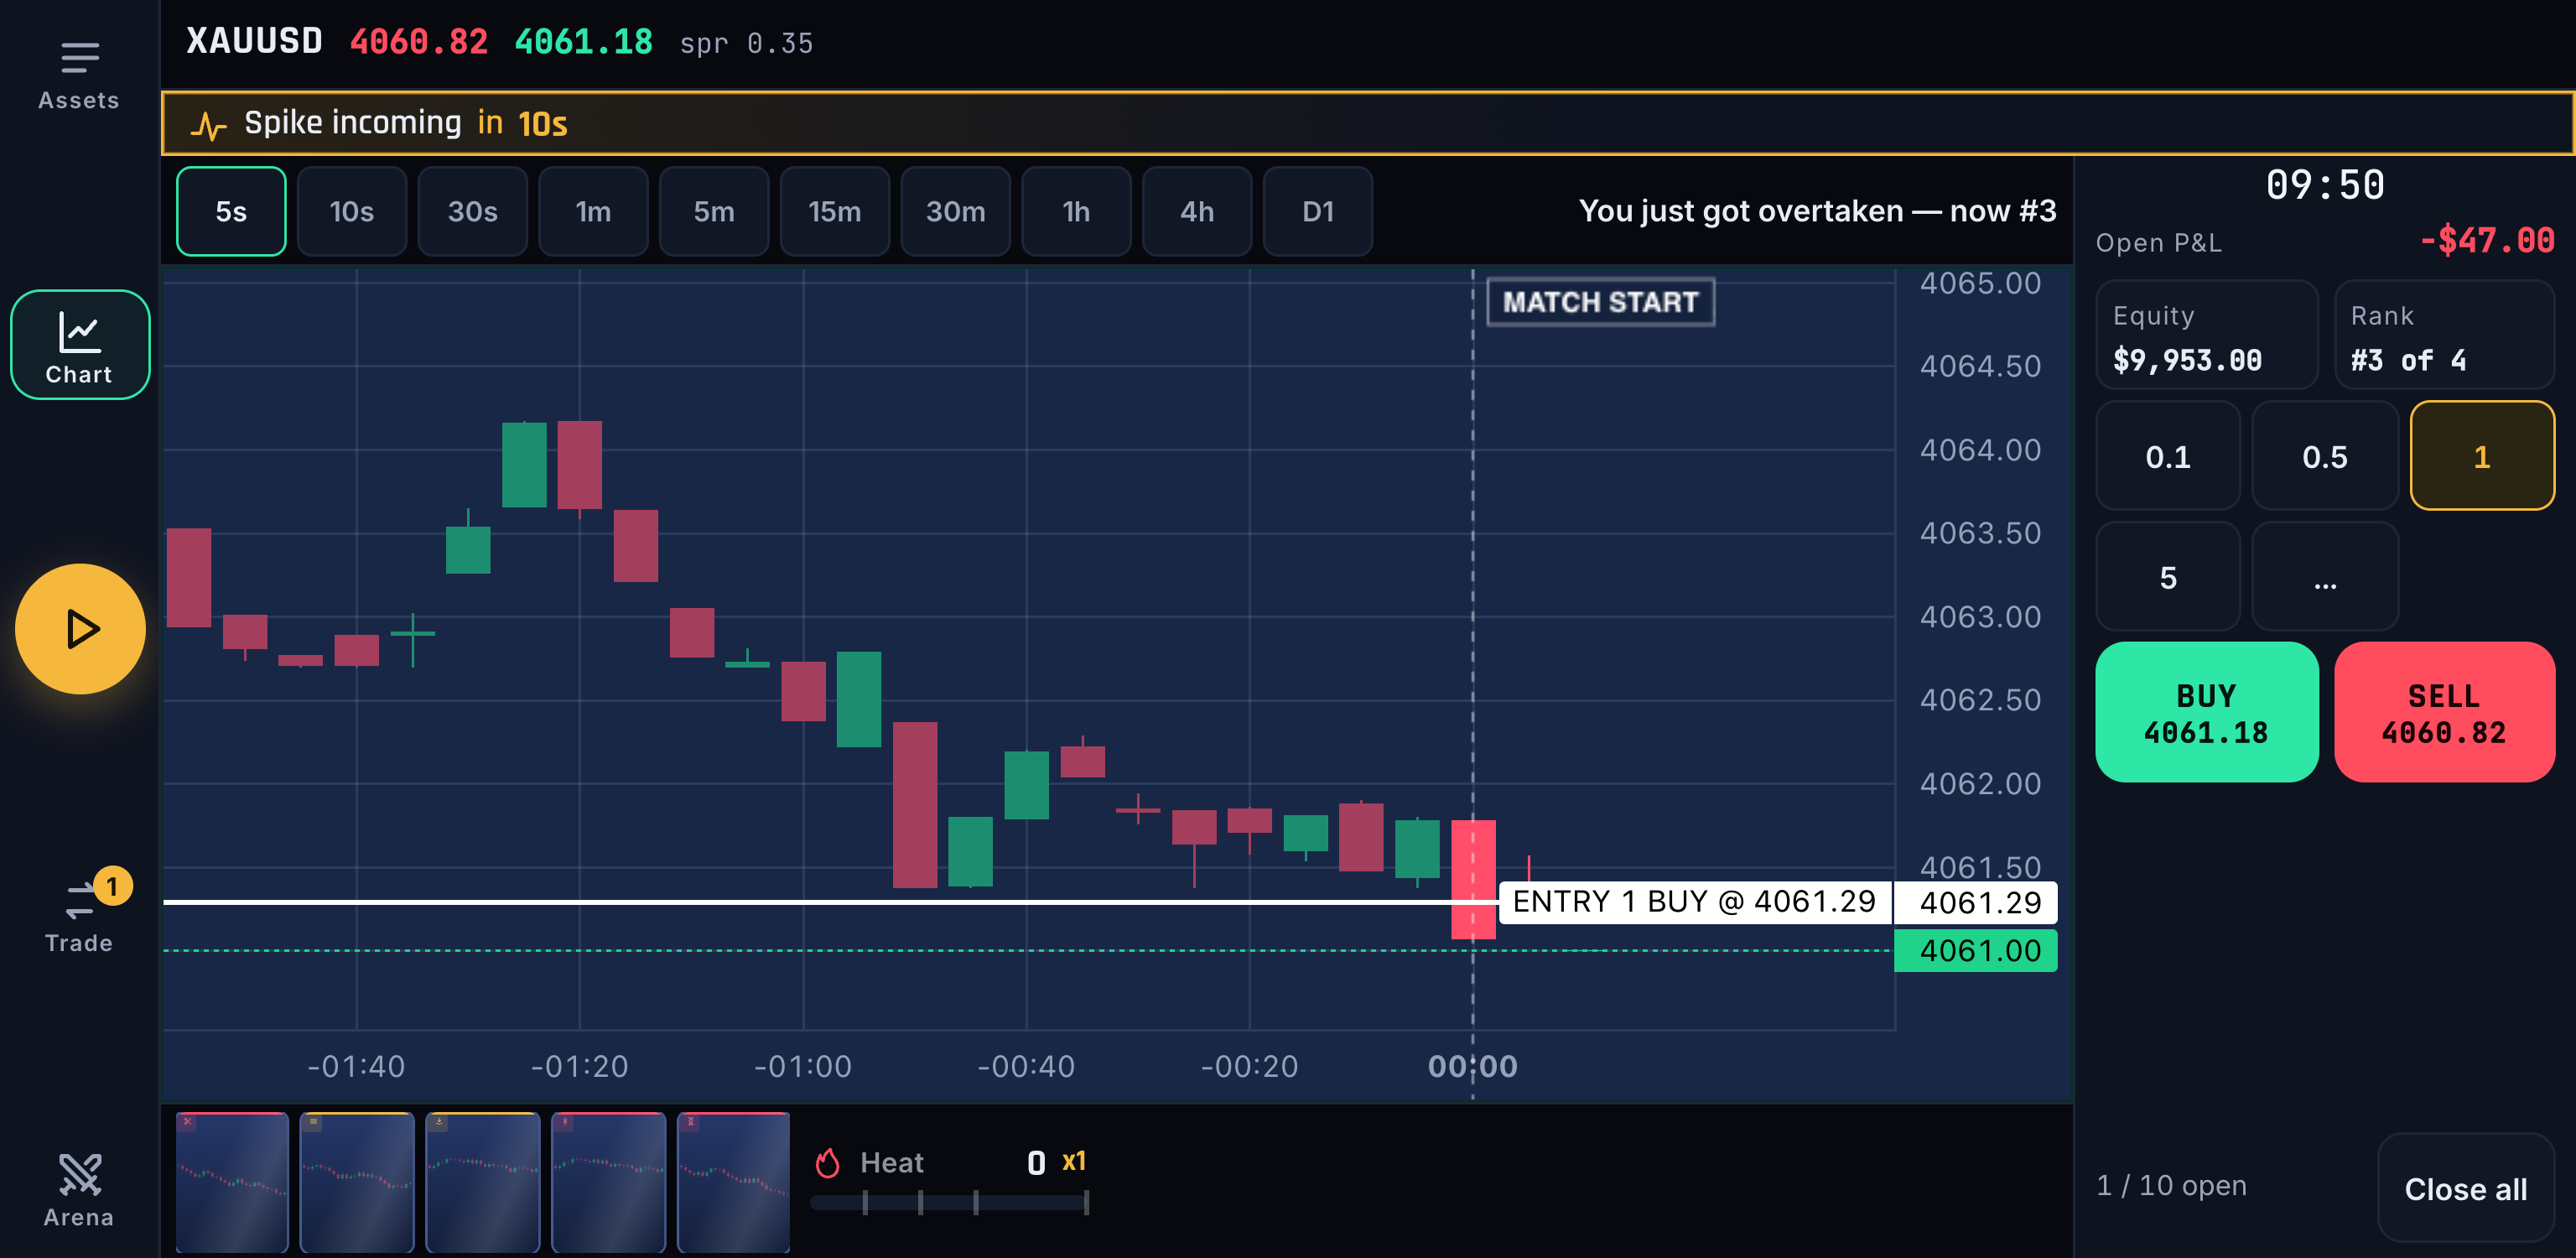 XAUUSD 4060.82 4061.18 spr 0.35
Assets
Spike incoming in 10s
5s 10s 30s 1m 5m 15m 30m 1h 4h D1
You just got overtaken — now #3
09:50
Open P&L -$47.00
Equity
$9,953.00
Rank
#3 of 4
0.1 0.5 1
5 ...
BUY
4061.18
SELL
4060.82
Chart
Trade
1
Arena
MATCH START
4065.00
4064.50
4064.00
4063.50
4063.00
4062.50
4062.00
4061.50
ENTRY 1 BUY @ 4061.29 4061.29
4061.00
-01:40 -01:20 -01:00 -00:40 -00:20 00:00
Heat 0 x1
1 / 10 open
Close all